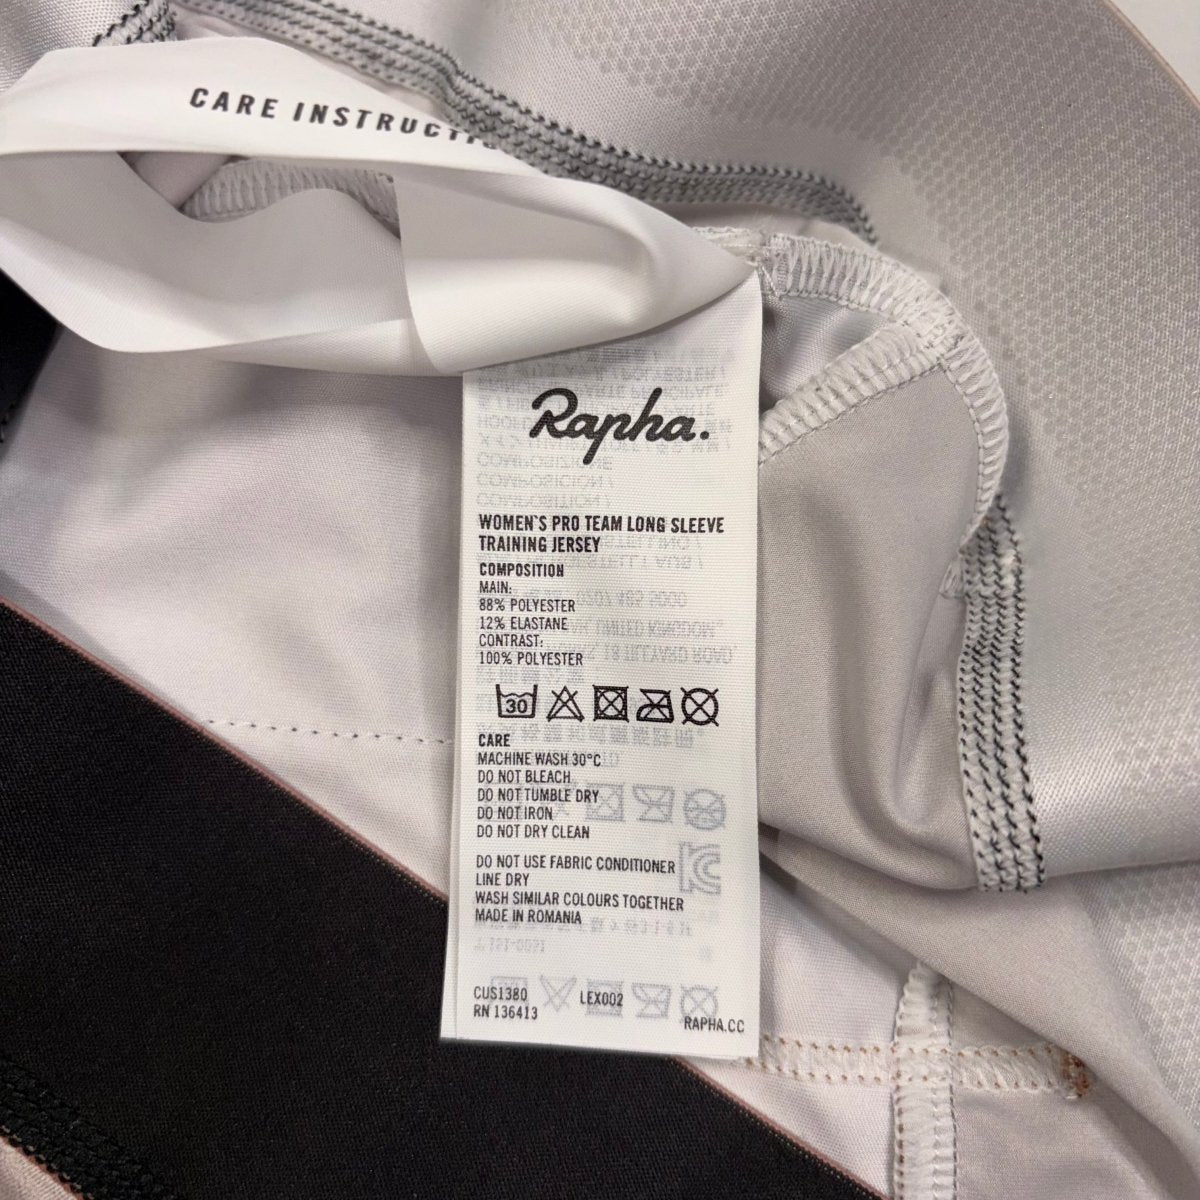 CARE INSTRUCTI
Rapha.
WOMEN'S PRO TEAM LONG SLEEVE
TRAINING JERSEY
COMPOSITION
MAIN:
88% POLYESTER
12% ELASTANE
CONTRAST:
100% POLYESTER
30
CARE
MACHINE WASH 30°C
DO NOT BLEACH
DO NOT TUMBLE DRY
DO NOT IRON
DO NOT DRY CLEAN
DO NOT USE FABRIC CONDITIONER
LINE DRY
WASH SIMILAR COLOURS TOGETHER
MADE IN ROMANIA
CUS1380 LEX002
RN 136413
RAPHA.CC